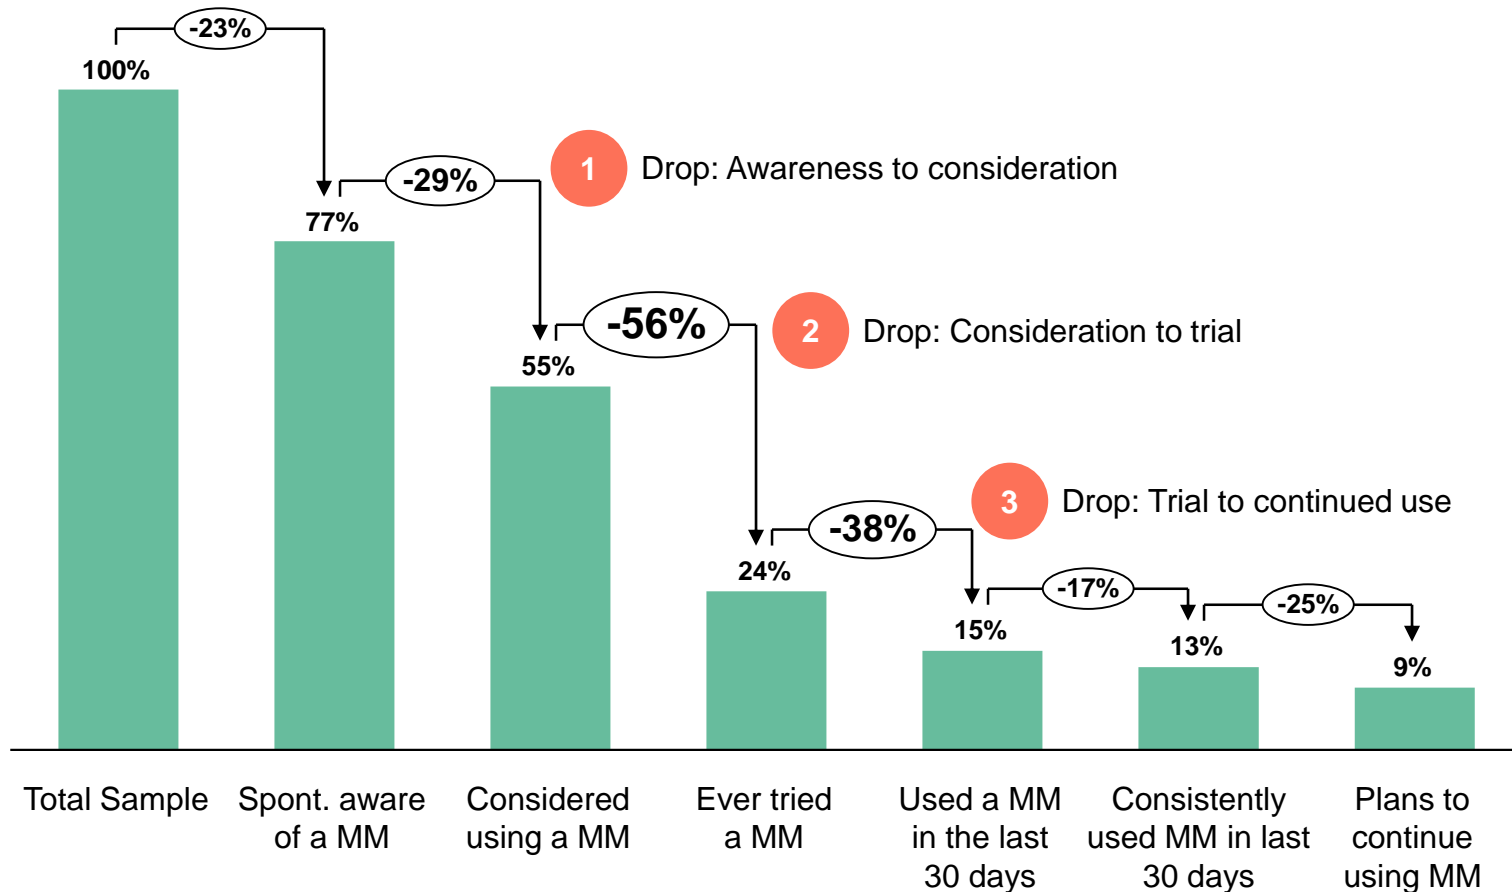 -23%
100%
1
Drop: Awareness to consideration
-29%
77%
-56%
2
Drop: Consideration to trial
55%
3
Drop: Trial to continued use
-38%
24%
-17%
-25%
15%
13%
9%
Total Sample
Spont. aware
of a MM
Considered
using a MM
Ever tried
a MM
Used a MM
in the last
30 days
Consistently
used MM in last
30 days
Plans to
continue
using MM